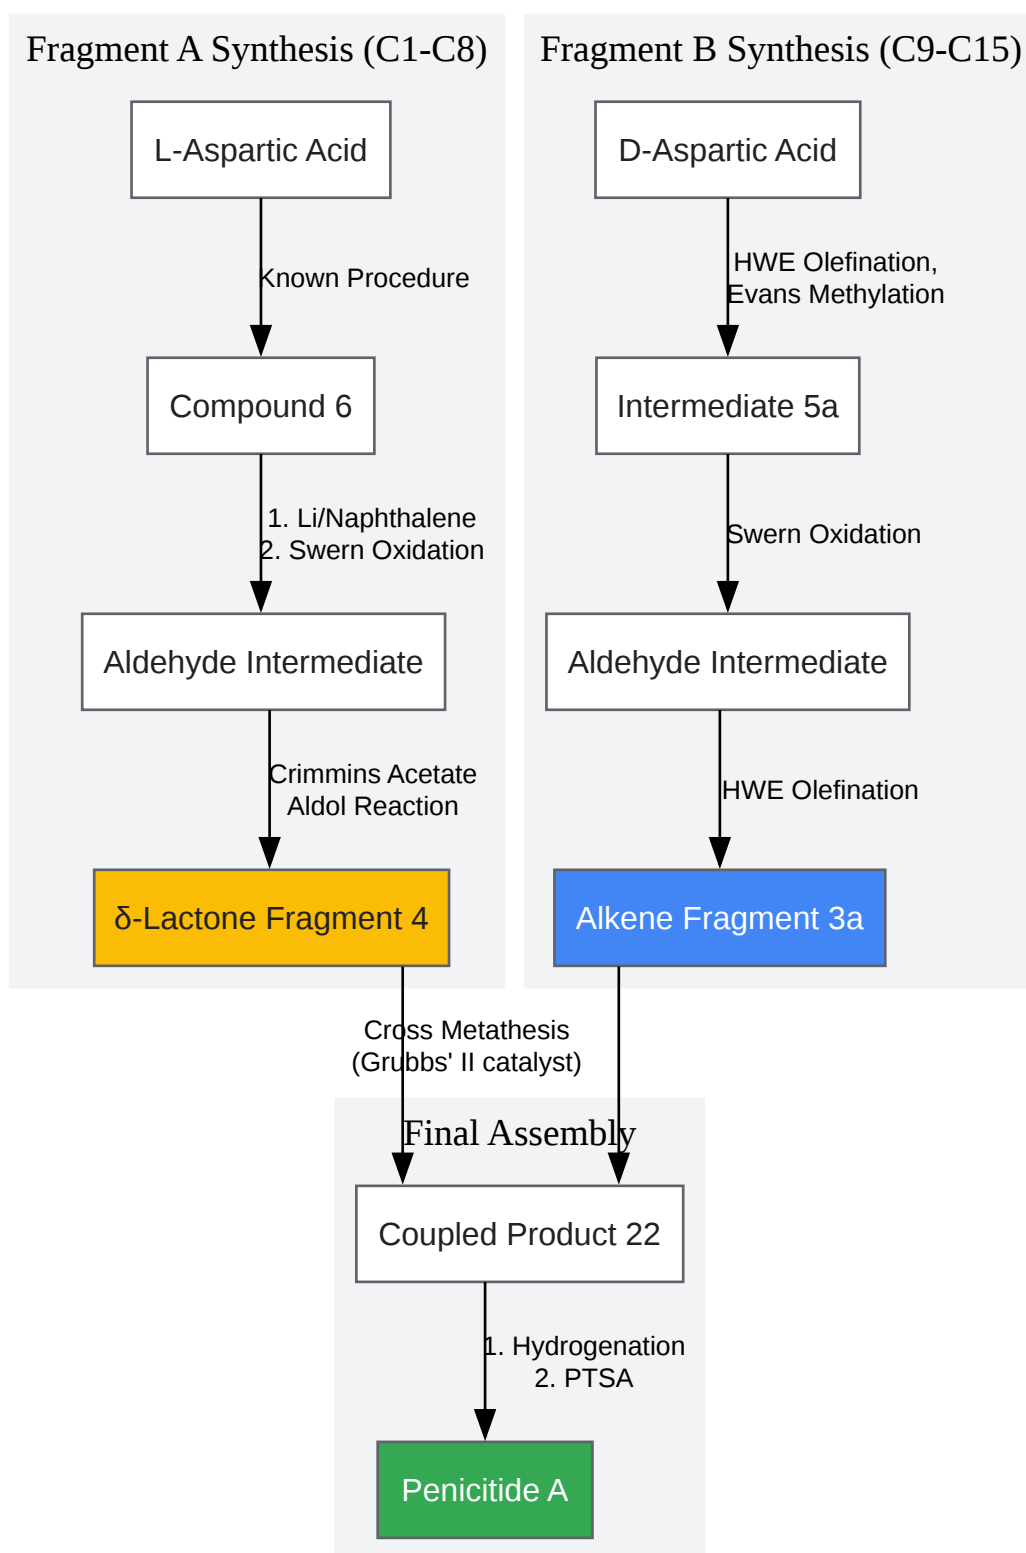 Fragment A Synthesis (C1-C8)
L-Aspartic Acid
Known Procedure
Compound 6
1. Li/Naphthalene
2. Swern Oxidation
Aldehyde Intermediate
Crimmins Acetate
Aldol Reaction
δ-Lactone Fragment 4
Fragment B Synthesis (C9-C15)
D-Aspartic Acid
HWE Olefination,
Evans Methylation
Intermediate 5a
Swern Oxidation
Aldehyde Intermediate
HWE Olefination
Alkene Fragment 3a
Cross Metathesis
(Grubbs' II catalyst)
Final Assembly
Coupled Product 22
1. Hydrogenation
2. PTSA
Penicitide A